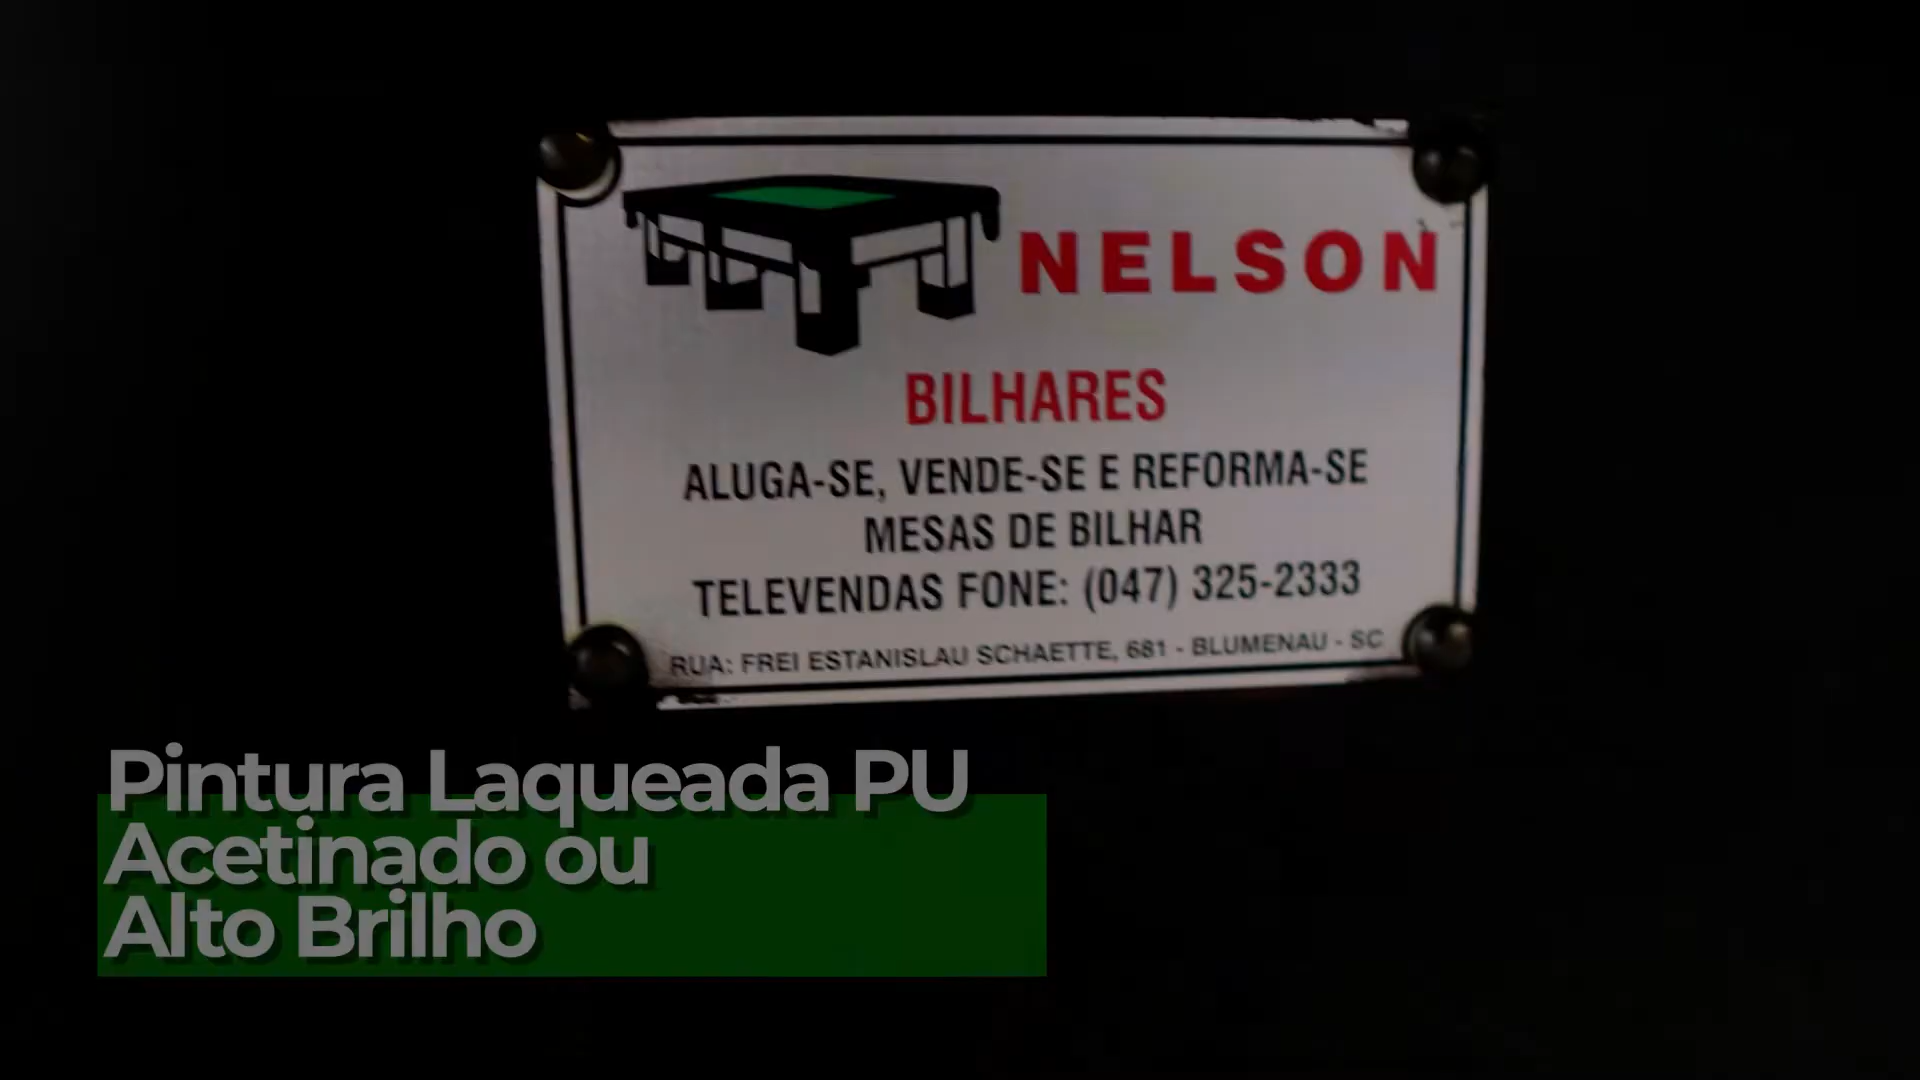 NELSON
BILHARES
ALUGA-SE, VENDE-SE E REFORMA-SE
MESAS DE BILHAR
TELEVENDAS FONE: (047) 325-2333
RUA: FREI ESTANISLAU SCHAETTE, 681 - BLUMENAU - SC
Pintura Laqueada PU
Acetinado ou
Alto Brilho